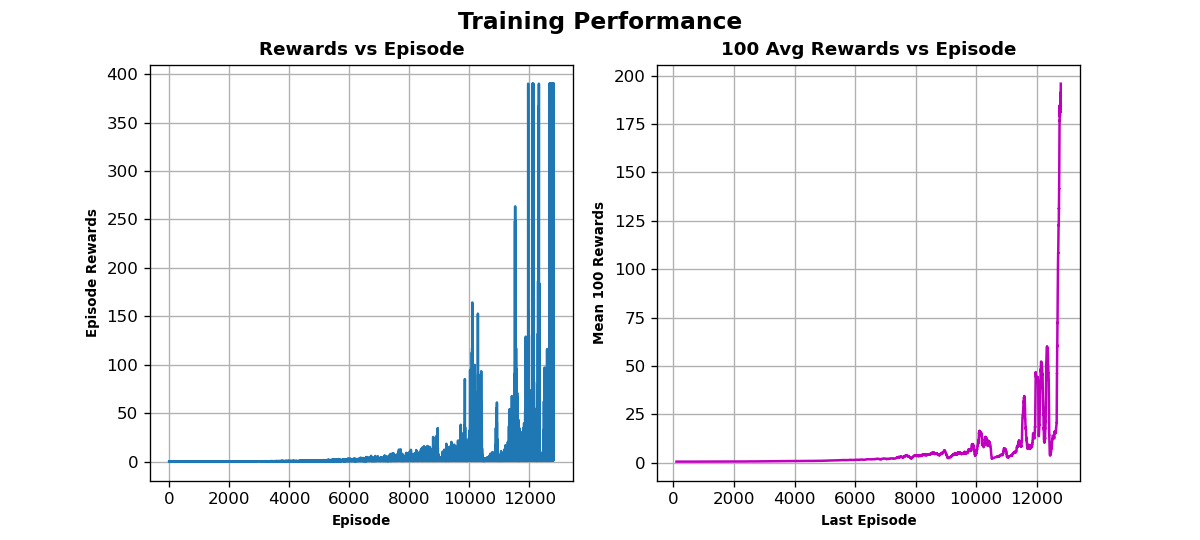 Training Performance
Rewards vs Episode
Episode Rewards
400
350
300
250
200
150
100
50
0
0 2000 4000 6000 8000 10000 12000
Episode
100 Avg Rewards vs Episode
Mean 100 Rewards
200
175
150
125
100
75
50
25
0
0 2000 4000 6000 8000 10000 12000
Last Episode